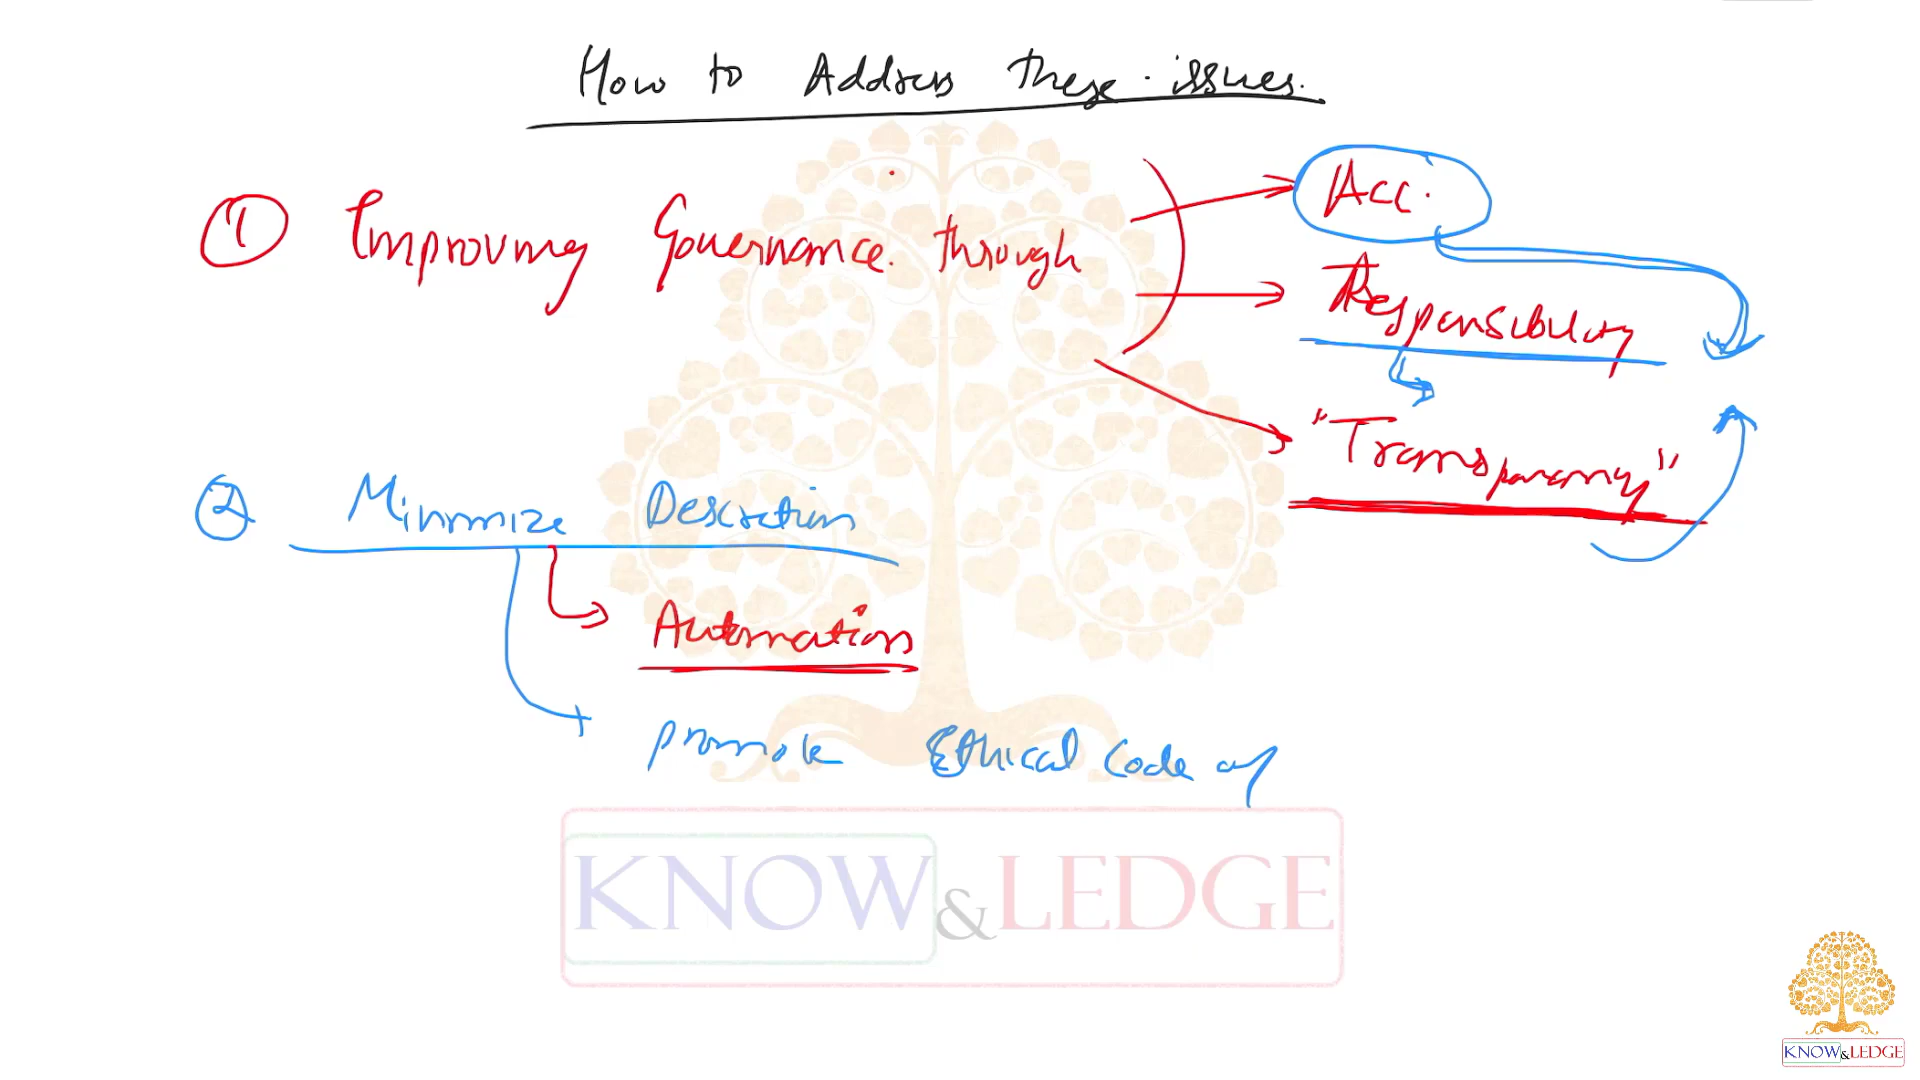 How to Address these issues.
① Improving Governance through
Acc.
Responsibility
"Transparency"
② Minimize Descretion
Automation
promote Ethical Code of
KNOW&LEDGE
KNOW&LEDGE